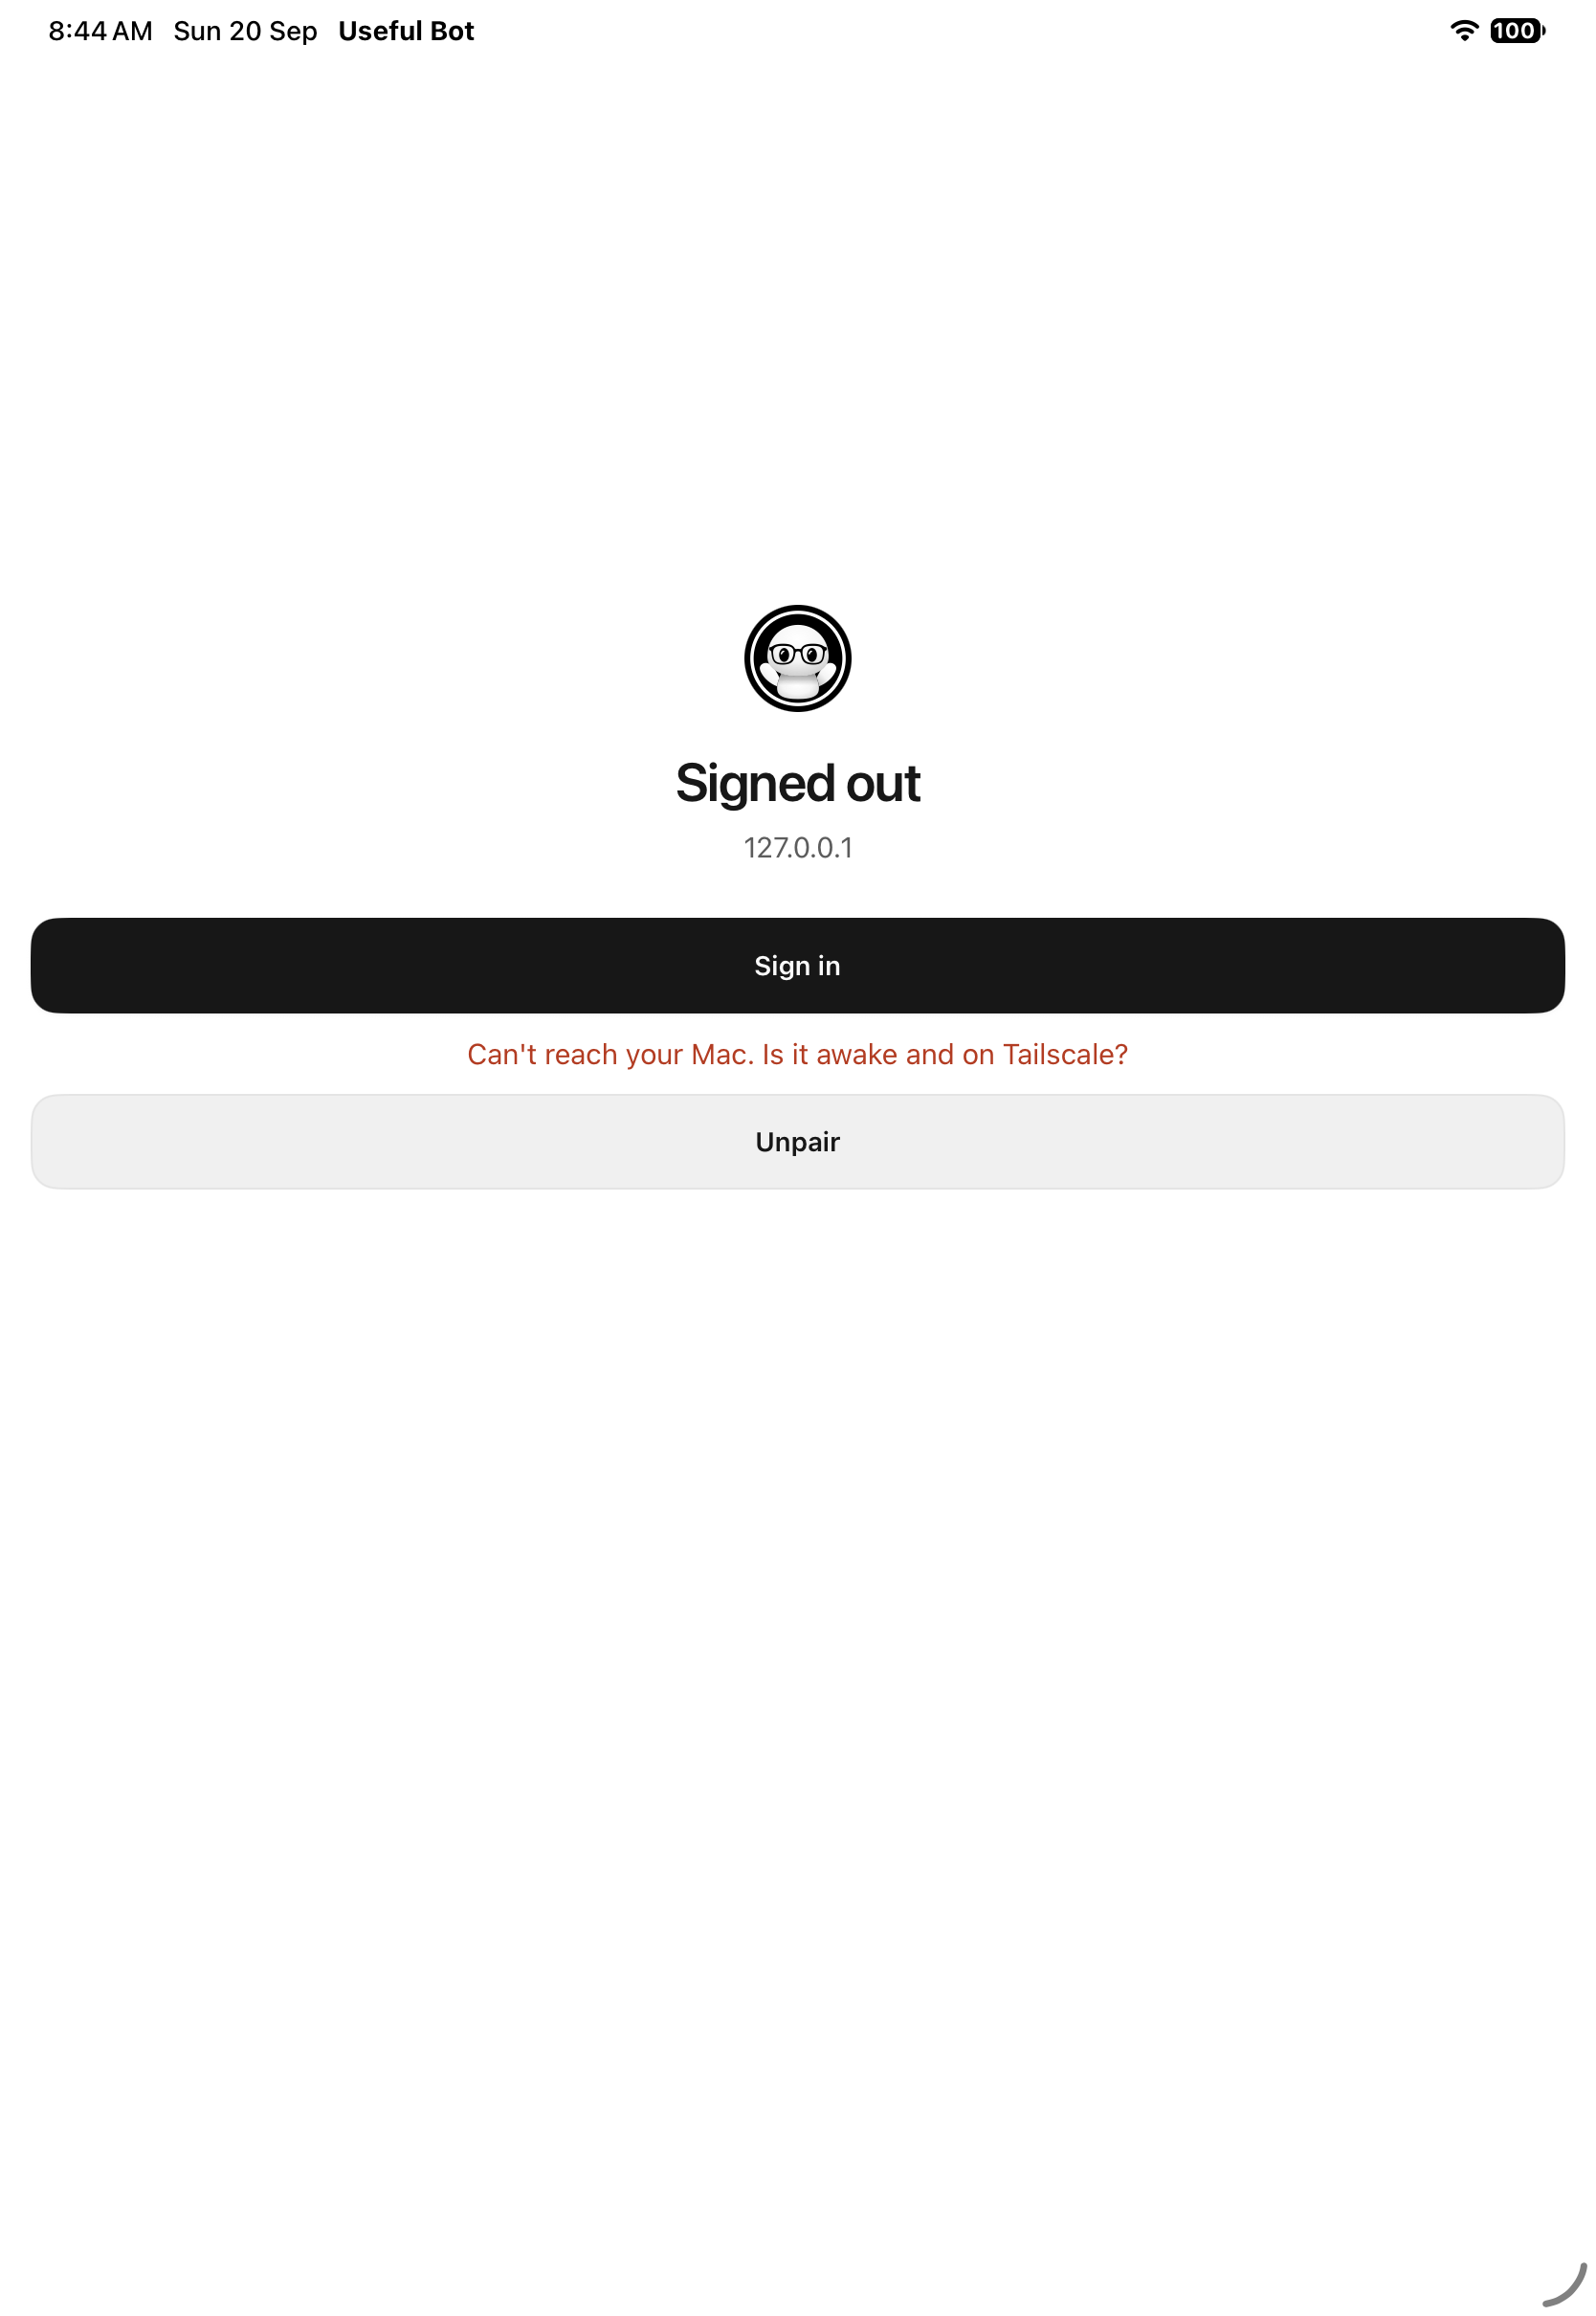 8:44 AM Sun 20 Sep Useful Bot 100
Signed out
127.0.0.1
Sign in
Can't reach your Mac. Is it awake and on Tailscale?
Unpair